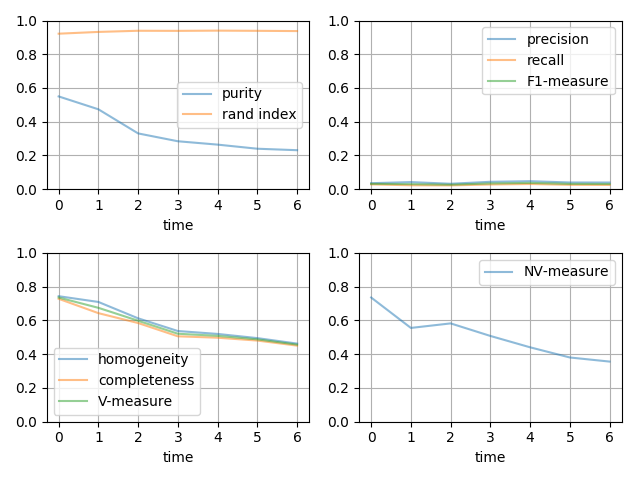 1.0
0.8
0.6
0.4
0.2
0.0
0 1 2 3 4 5 6
time
purity
rand index
1.0
0.8
0.6
0.4
0.2
0.0
0 1 2 3 4 5 6
time
precision
recall
F1-measure
1.0
0.8
0.6
0.4
0.2
0.0
0 1 2 3 4 5 6
time
homogeneity
completeness
V-measure
1.0
0.8
0.6
0.4
0.2
0.0
0 1 2 3 4 5 6
time
NV-measure